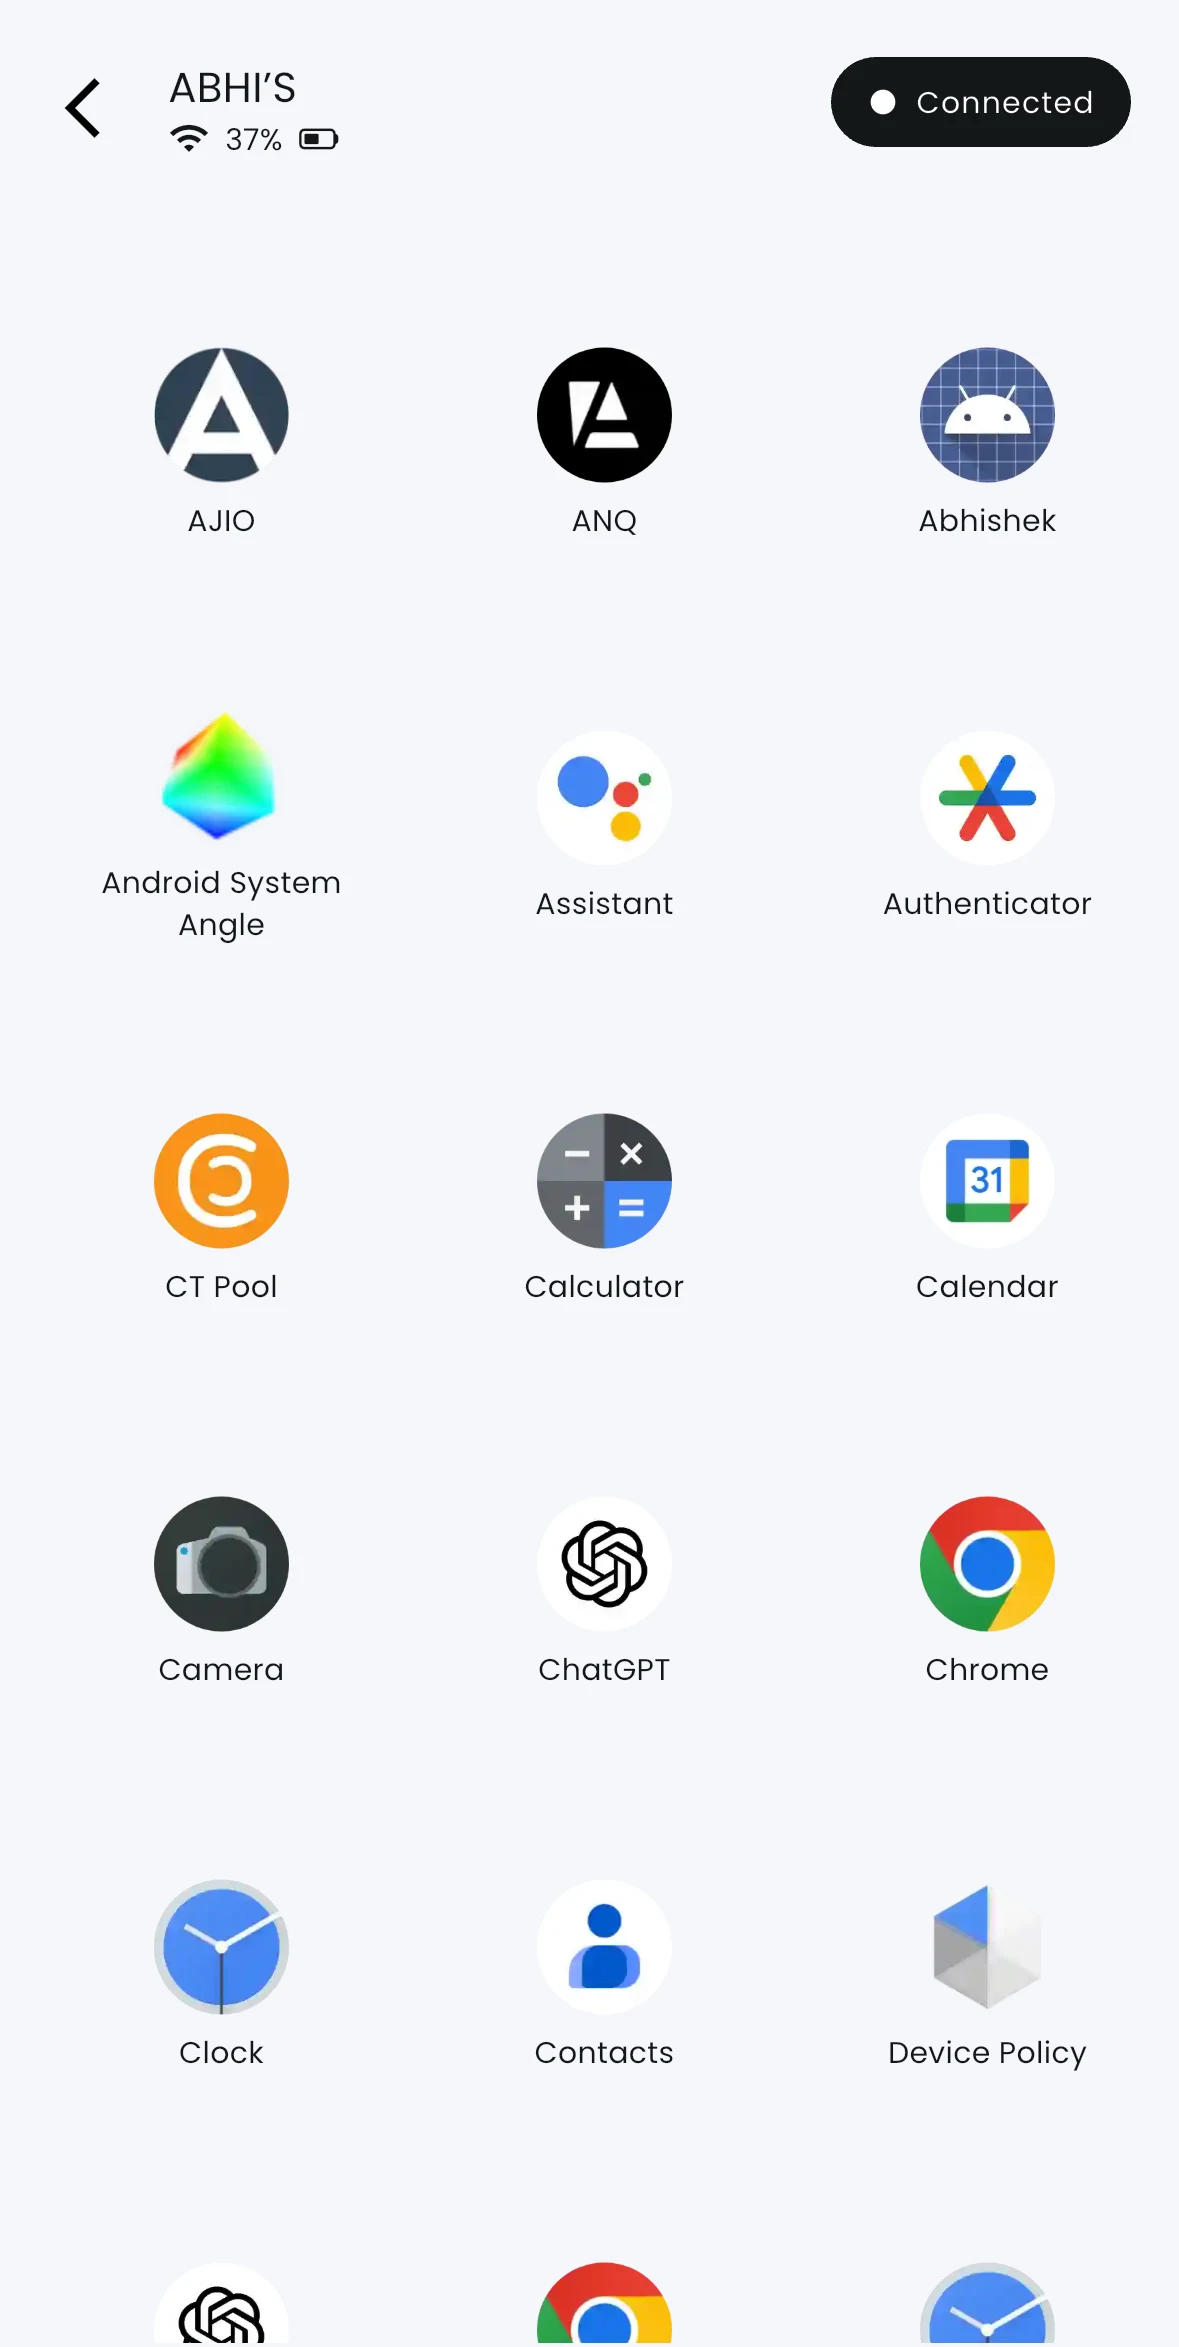 ABHI’S
37%
Connected
AJIO
ANQ
Abhishek
Android System
Angle
Assistant
Authenticator
CT Pool
Calculator
31
Calendar
Camera
ChatGPT
Chrome
Clock
Contacts
Device Policy